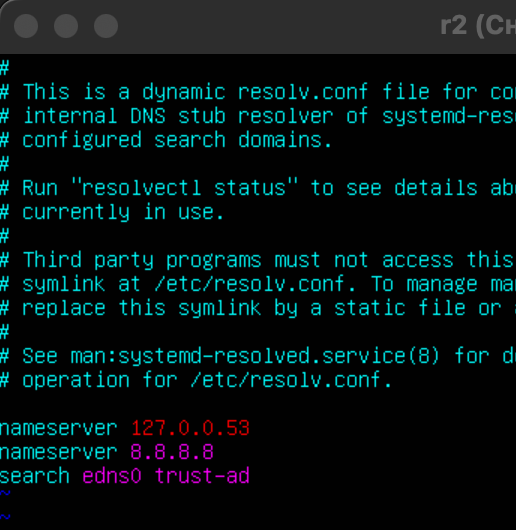 r2 (Сн
#
# This is a dynamic resolv.conf file for co
# internal DNS stub resolver of systemd-res
# configured search domains.
#
# Run "resolvectl status" to see details ab
# currently in use.
#
# Third party programs must not access this
# symlink at /etc/resolv.conf. To manage ma
# replace this symlink by a static file or
#
# See man:systemd-resolved.service(8) for d
# operation for /etc/resolv.conf.
nameserver 127.0.0.53
nameserver 8.8.8.8
search edns0 trust-ad
~
~